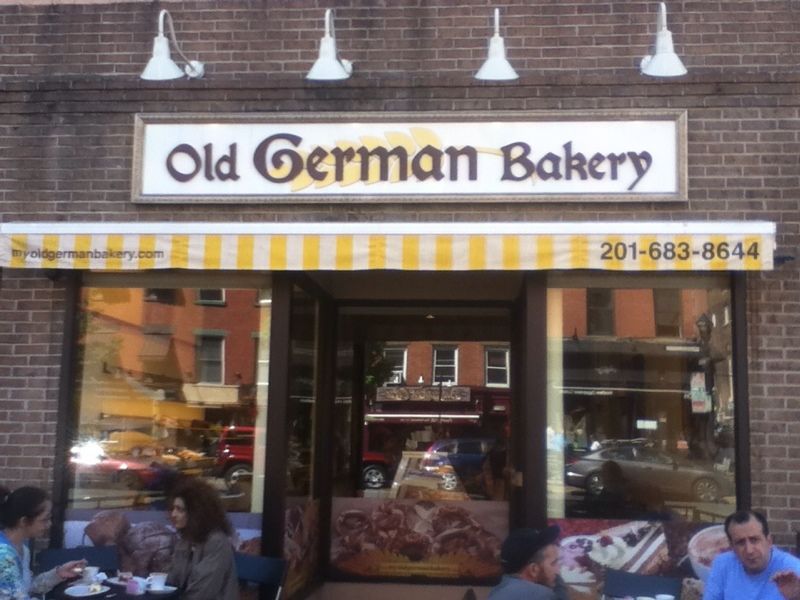 Old German Bakery
myoldgermanbakery.com
201-683-8644